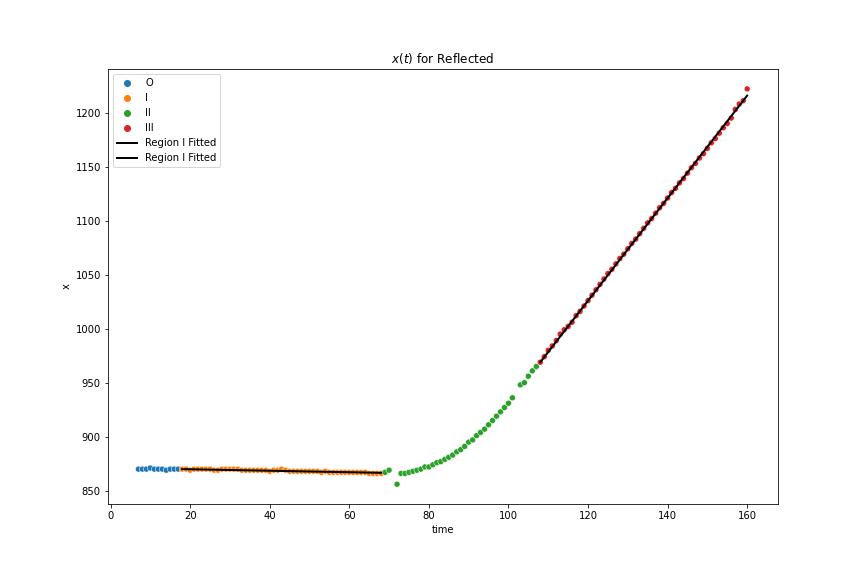 x(t) for Reflected
O
I
II
III
Region I Fitted
Region I Fitted
1200
1150
1100
1050
1000
950
900
850
x
0 20 40 60 80 100 120 140 160
time